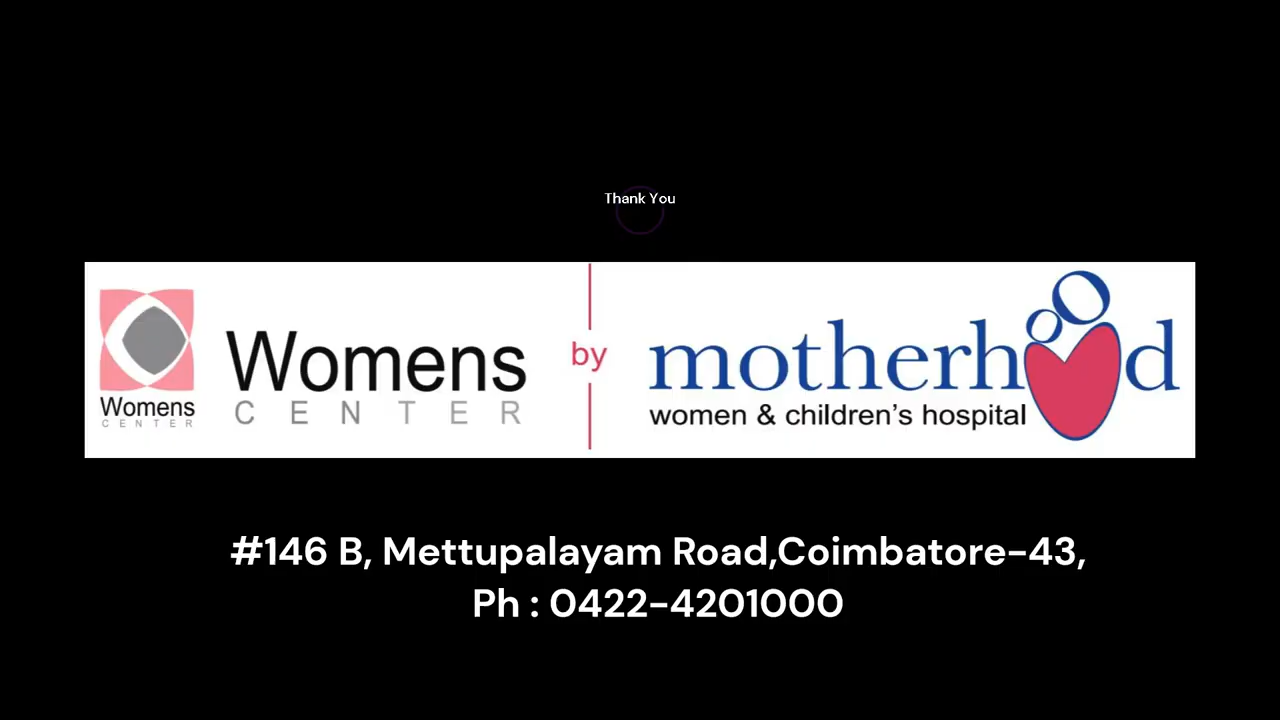 Thank You
Womens
CENTER
Womens
CENTER
by
motherhood
women & children's hospital
#146 B, Mettupalayam Road,Coimbatore-43,
Ph : 0422-4201000